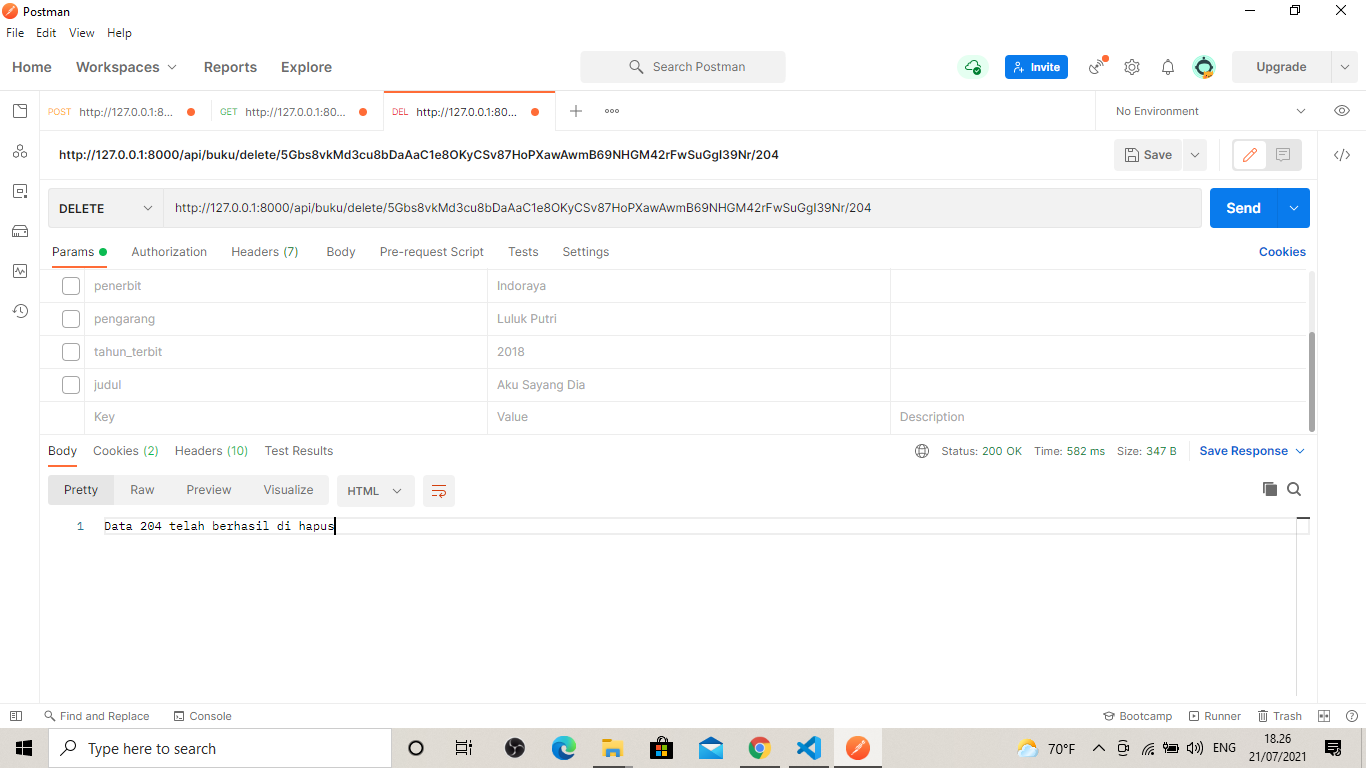 Postman
File Edit View Help
Home Workspaces Reports Explore Search Postman Invite Upgrade
POST http://127.0.0.1:8... GET http://127.0.0.1:80... DEL http://127.0.0.1:80... No Environment
http://127.0.0.1:8000/api/buku/delete/5Gbs8vkMd3cu8bDaAaC1e8OKyCSv87HoPXawAwmB69NHGM42rFwSuGgI39Nr/204 Save
DELETE http://127.0.0.1:8000/api/buku/delete/5Gbs8vkMd3cu8bDaAaC1e8OKyCSv87HoPXawAwmB69NHGM42rFwSuGgI39Nr/204 Send
Params Authorization Headers (7) Body Pre-request Script Tests Settings Cookies
penerbit Indoraya
pengarang Luluk Putri
tahun_terbit 2018
judul Aku Sayang Dia
Key Value Description
Body Cookies (2) Headers (10) Test Results Status: 200 OK Time: 582 ms Size: 347 B Save Response
Pretty Raw Preview Visualize HTML
1 Data 204 telah berhasil di hapus
Find and Replace Console Bootcamp Runner Trash
Type here to search 70°F ENG 18.26
21/07/2021